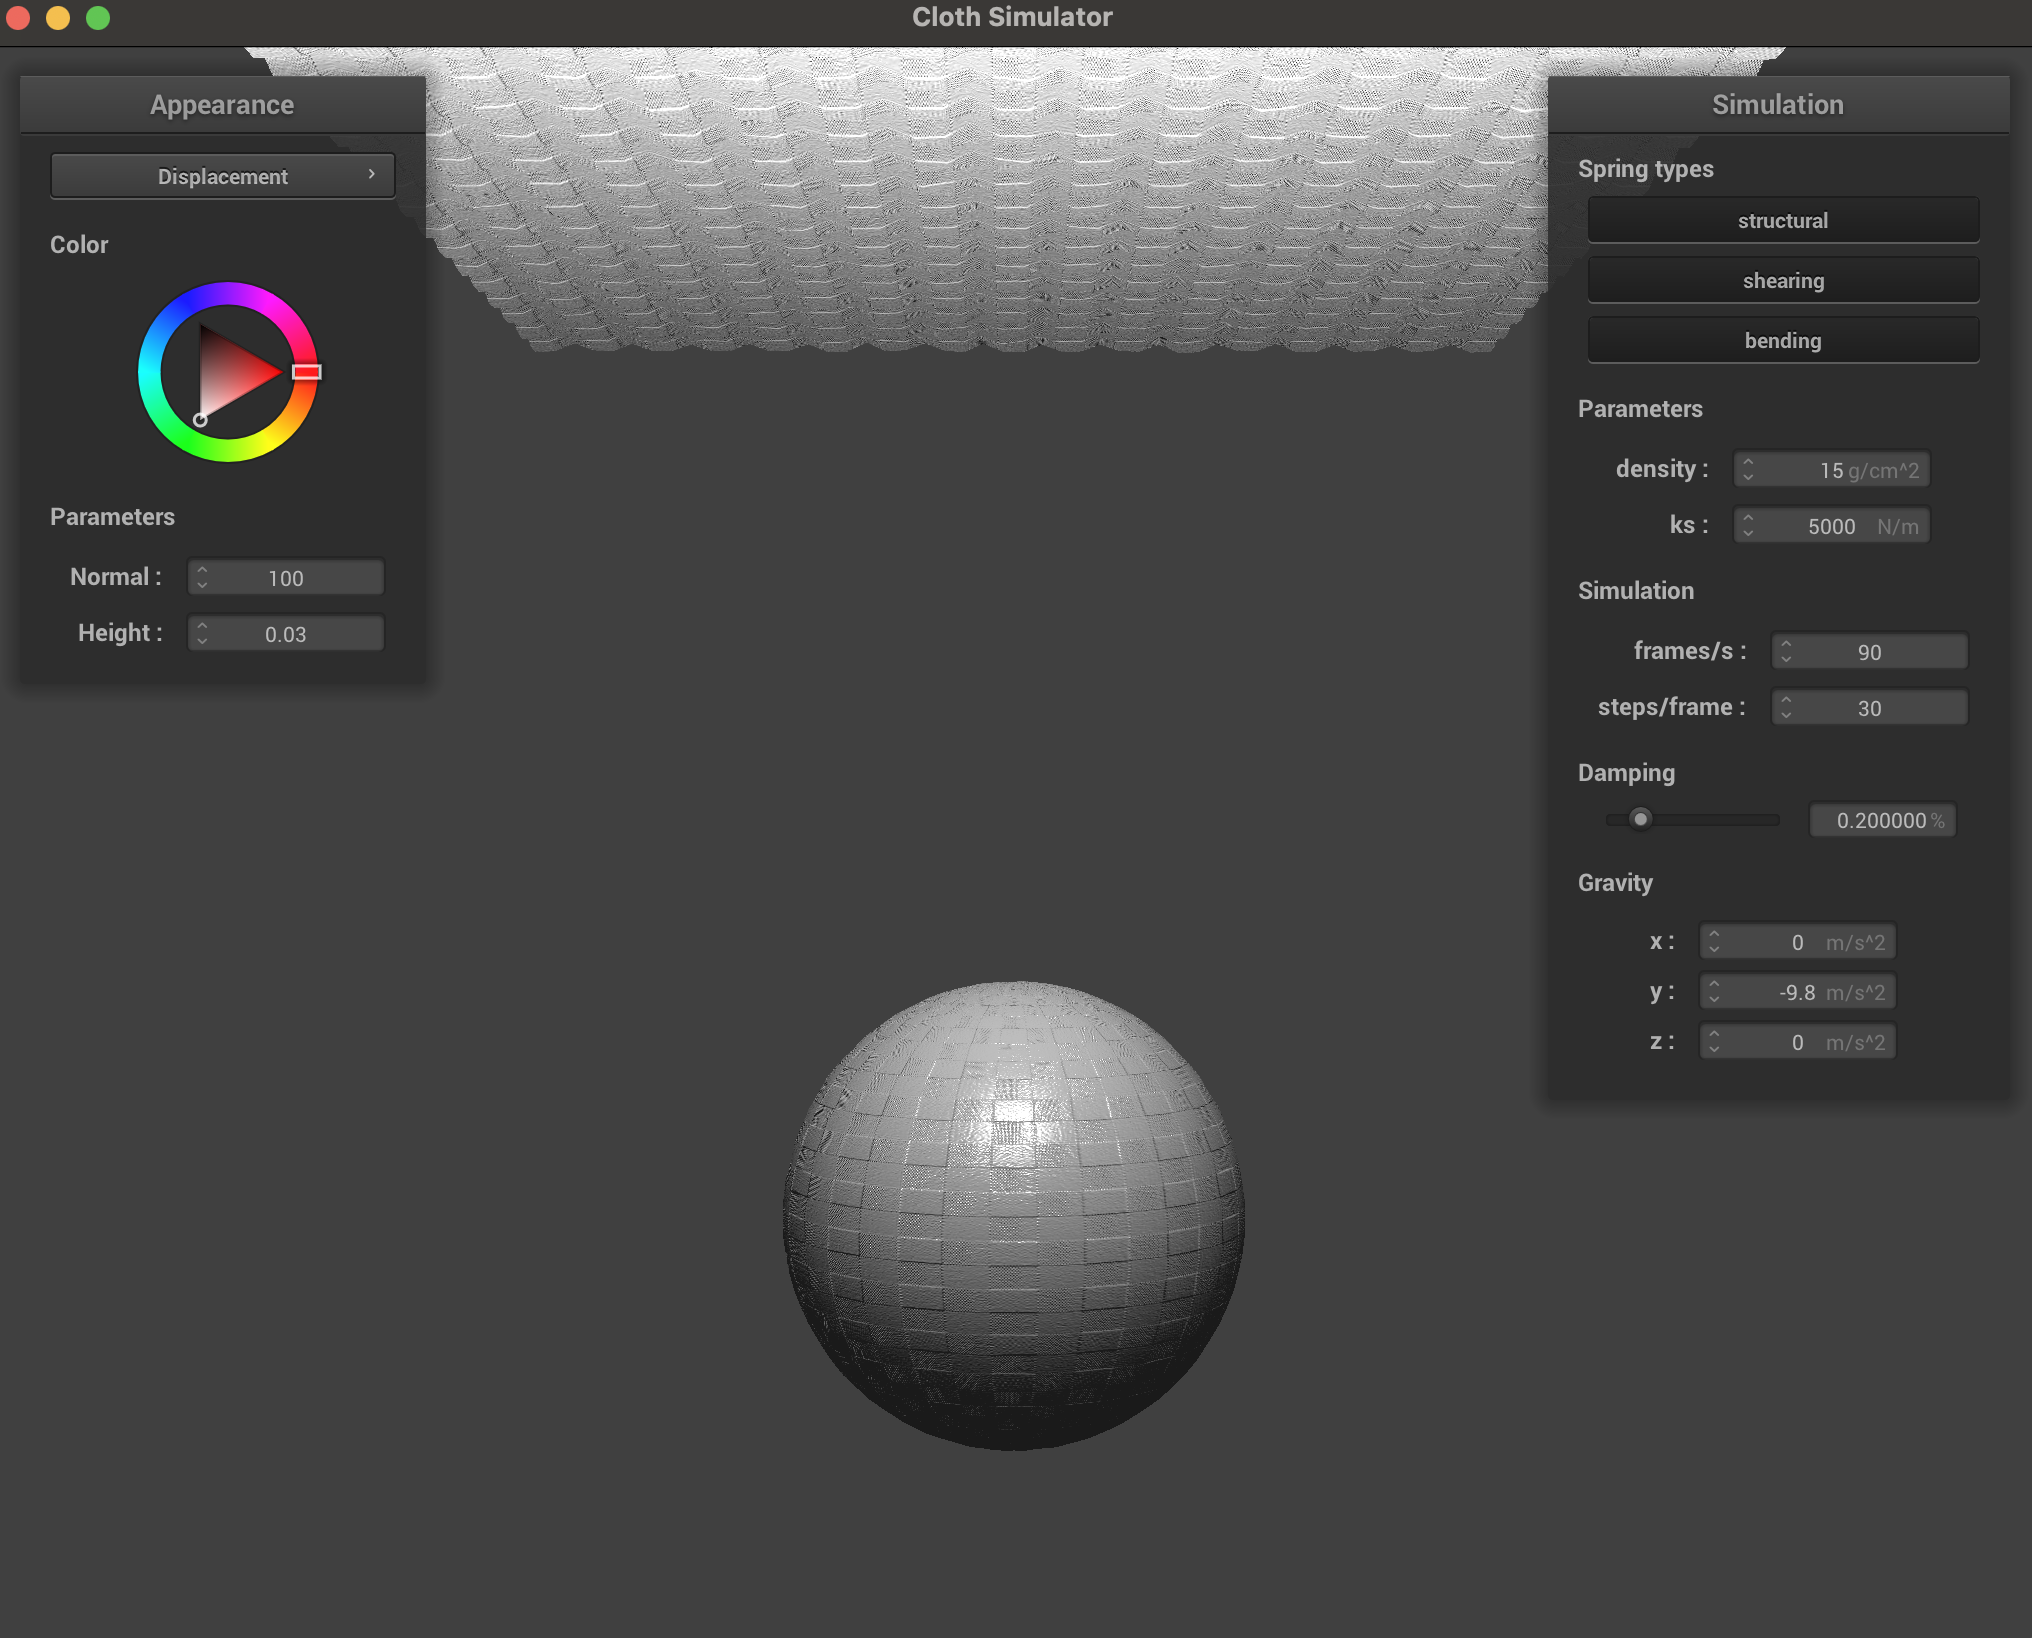 Cloth Simulator
Appearance
Displacement
Color
Parameters
Normal : 100
Height : 0.03
Simulation
Spring types
structural
shearing
bending
Parameters
density : 15 g/cm^2
ks : 5000 N/m
Simulation
frames/s : 90
steps/frame : 30
Damping
0.200000 %
Gravity
x : 0 m/s^2
y : -9.8 m/s^2
z : 0 m/s^2